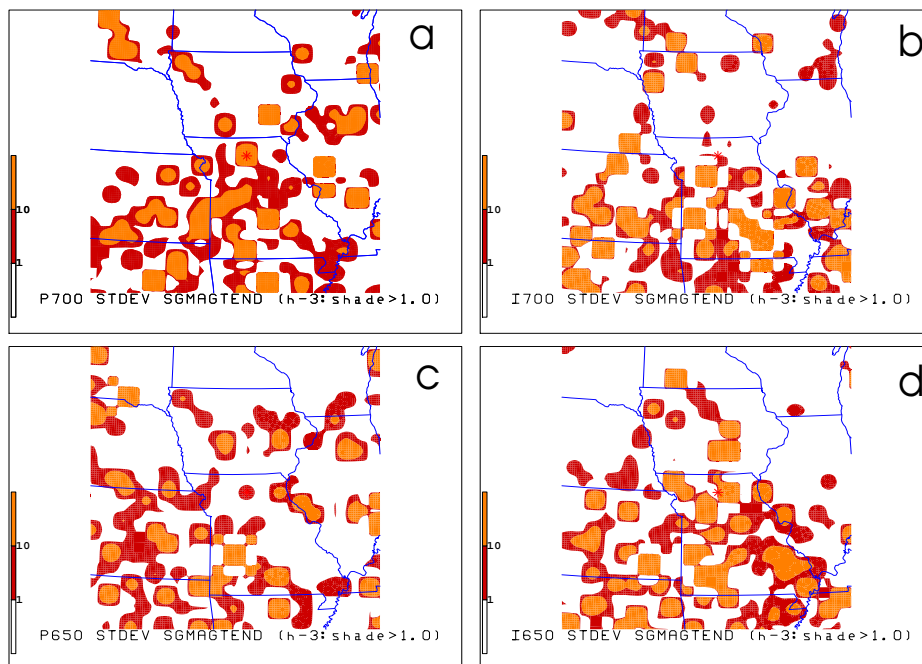 a
10
1
P700 STDEV SGMAGTEND (h-3:shade>1.0)
b
10
1
I700 STDEV SGMAGTEND (h-3:shade>1.0)
c
10
1
P650 STDEV SGMAGTEND (h-3:shade>1.0)
d
10
1
I650 STDEV SGMAGTEND (h-3:shade>1.0)